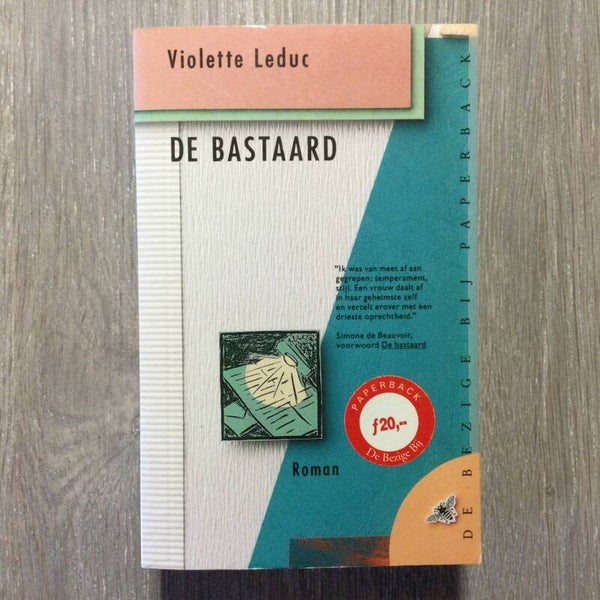 Violette Leduc
DE BASTAARD
"Ik was van meet af aan
gegrepen: temperament,
stijl. Een vrouw daalt af
in haar geheimste zelf
en vertelt erover met een
drieste oprechtheid."
Simone de Beauvoir,
voorwoord De bastaard
PAPERBACK
ƒ20,--
De Bezige Bij
Roman
DE BEZIGE BIJ PAPERBACK